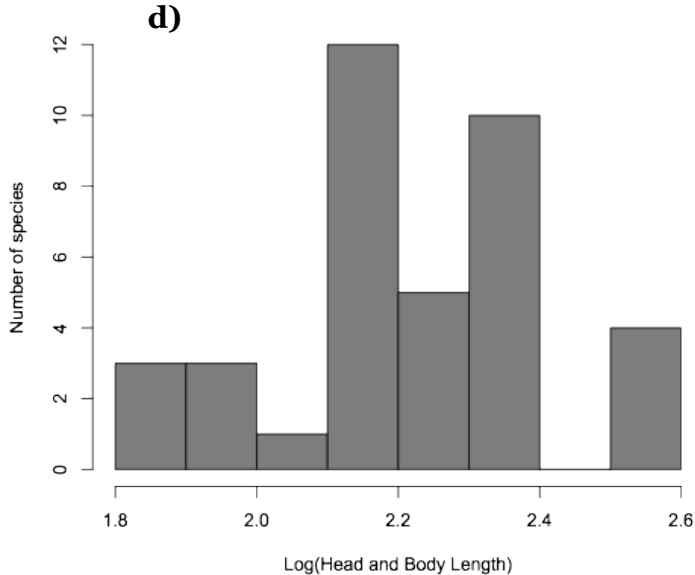 d)
12
10
8
6
4
2
0
Number of species
1.8 2.0 2.2 2.4 2.6
Log(Head and Body Length)